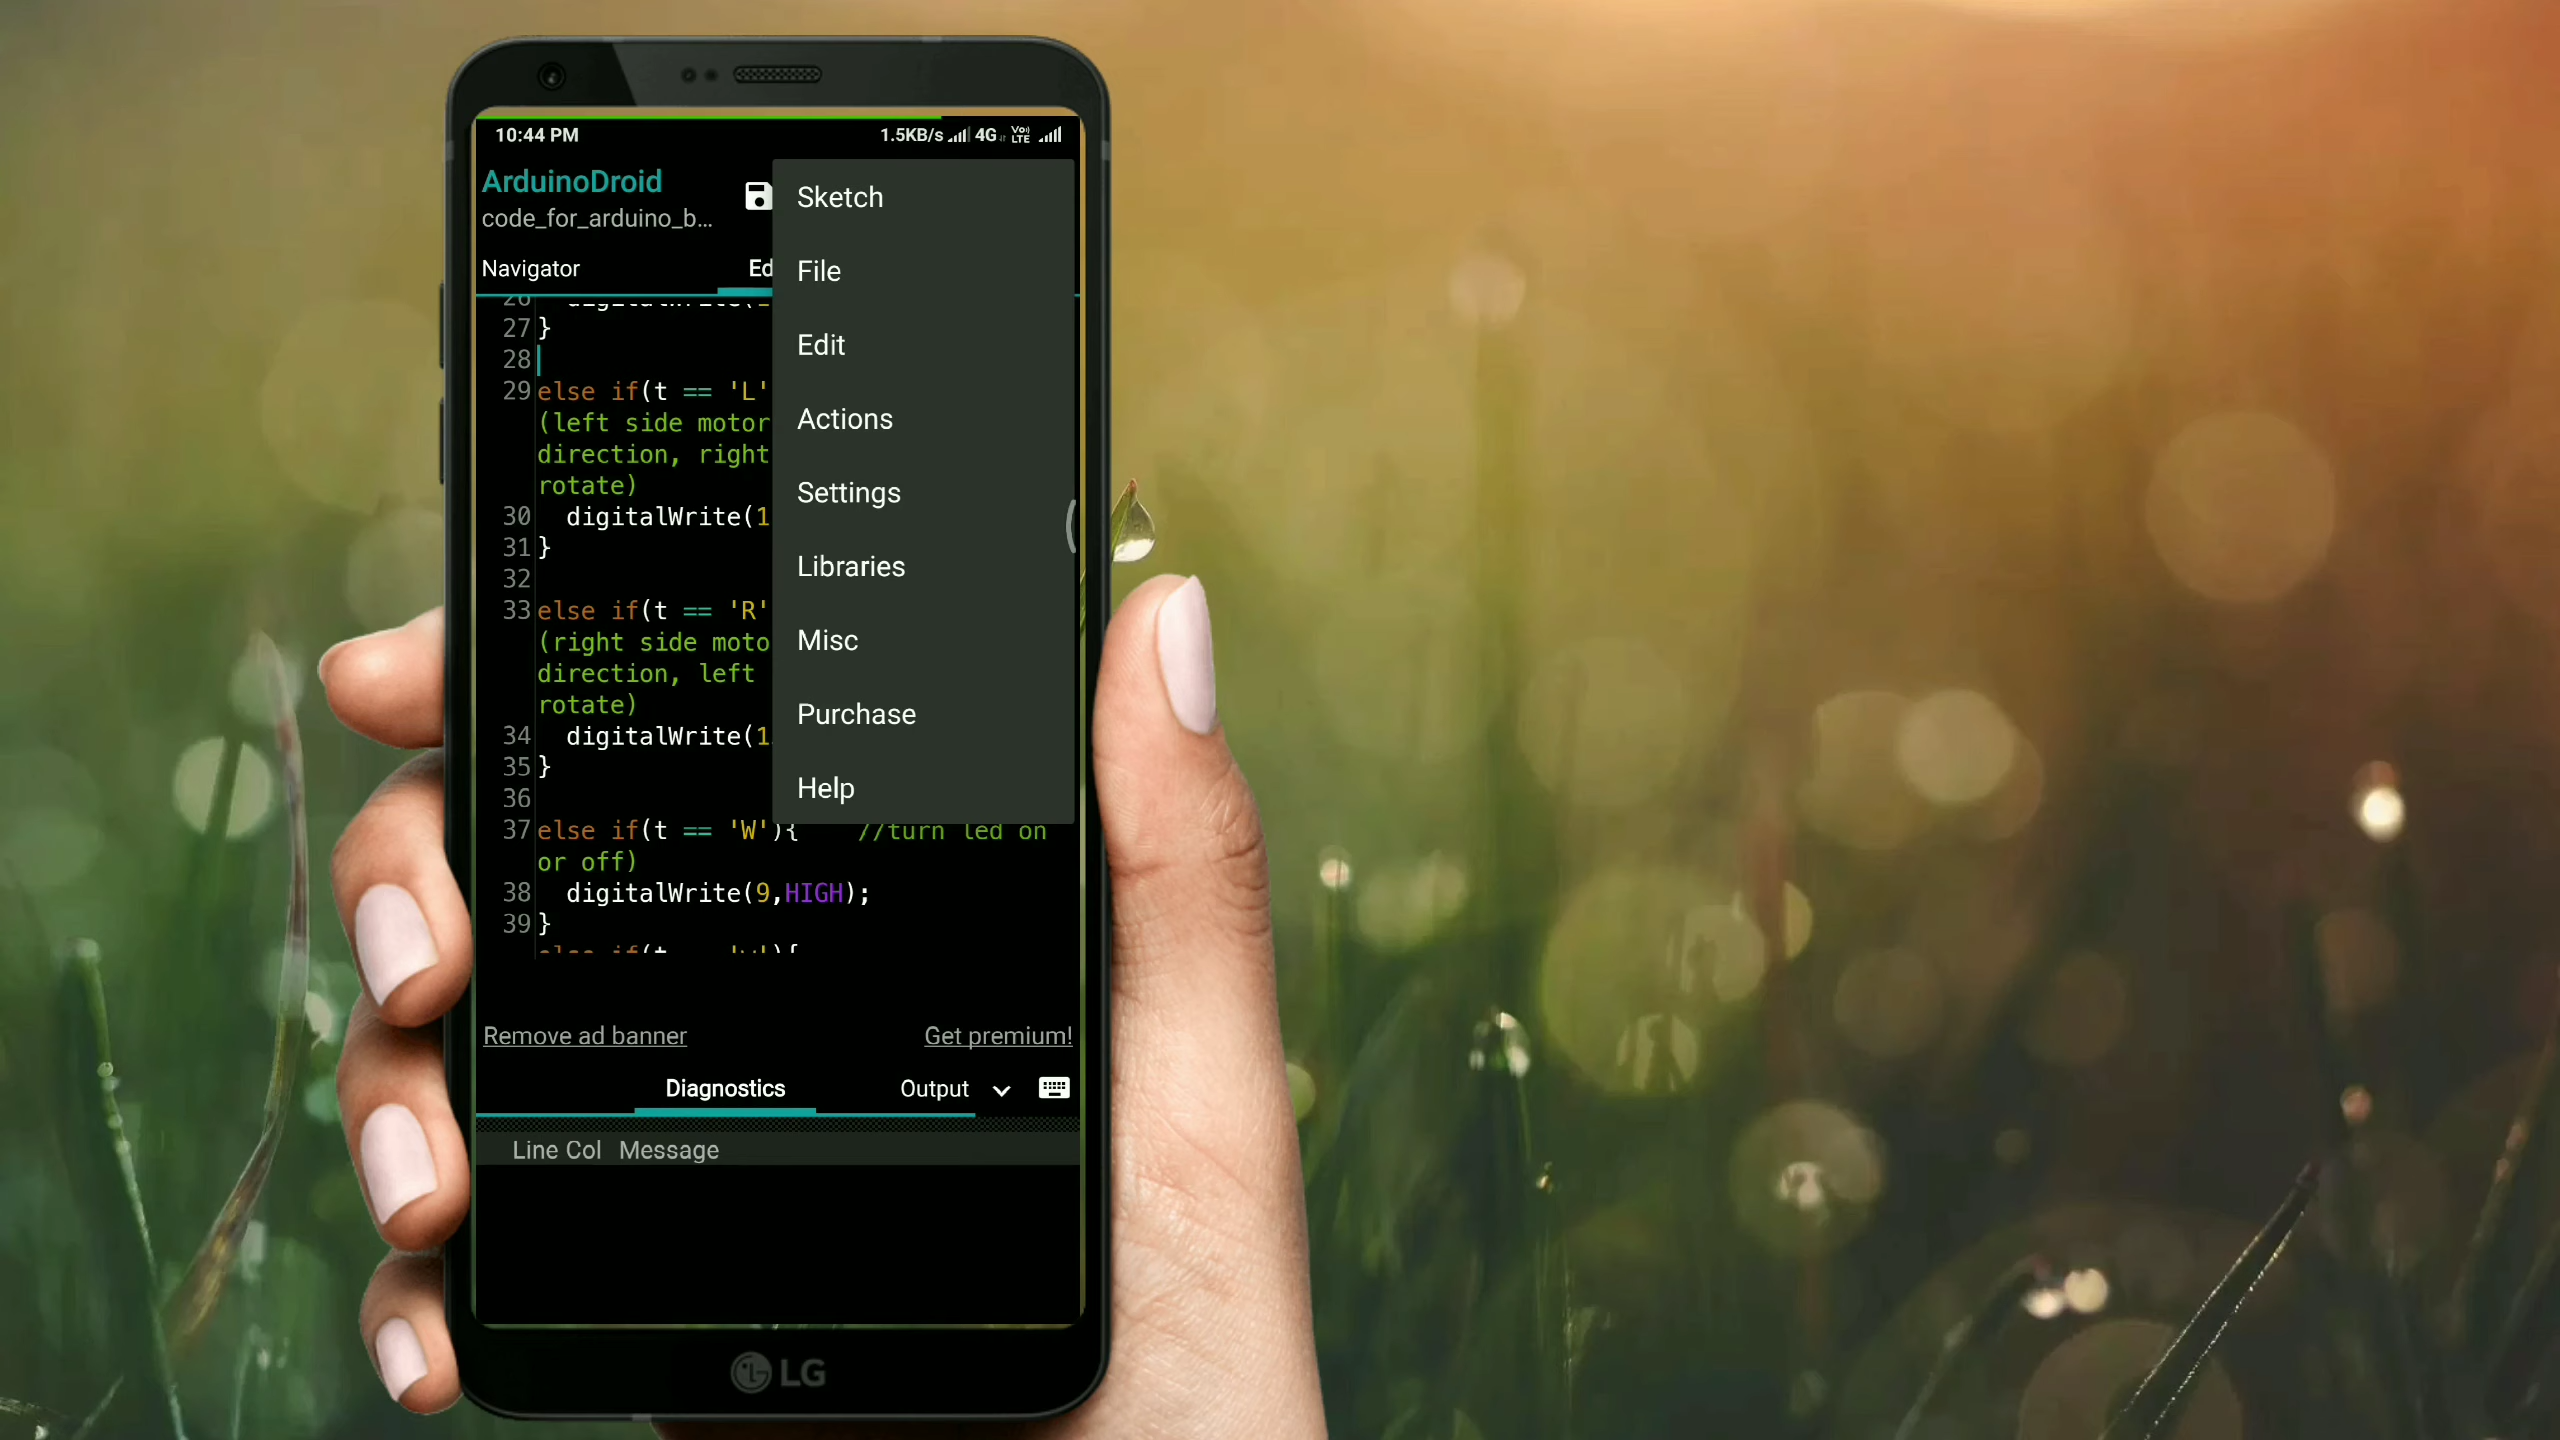 10:44 PM
1.5KB/s 4G Vo) LTE
ArduinoDroid
code_for_arduino_b...
Navigator
Ed
Sketch
File
Edit
Actions
Settings
Libraries
Misc
Purchase
Help
27 }
28
29 else if(t == 'L'
(left side motor
direction, right
rotate)
30 digitalWrite(1
31 }
32
33 else if(t == 'R'
(right side moto
direction, left
rotate)
34 digitalWrite(1
35 }
36
37 else if(t == 'W'){ //turn led on
or off)
38 digitalWrite(9,HIGH);
39 }
Remove ad banner
Get premium!
Diagnostics
Output
Line Col Message
LG